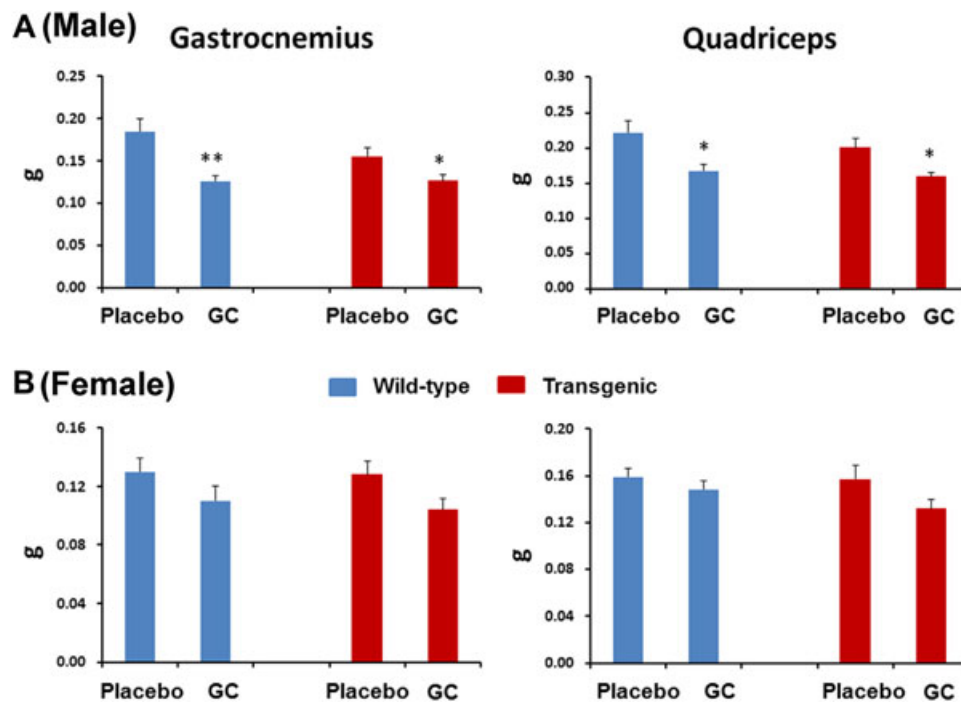 A (Male)
Gastrocnemius
Quadriceps
0.25
0.20
0.15
0.10
0.05
0.00
g
**
*
Placebo GC Placebo GC
0.30
0.25
0.20
0.15
0.10
0.05
0.00
g
*
*
Placebo GC Placebo GC
B (Female)
Wild-type Transgenic
0.16
0.12
0.08
0.04
0.00
g
Placebo GC Placebo GC
0.20
0.16
0.12
0.08
0.04
0.00
g
Placebo GC Placebo GC